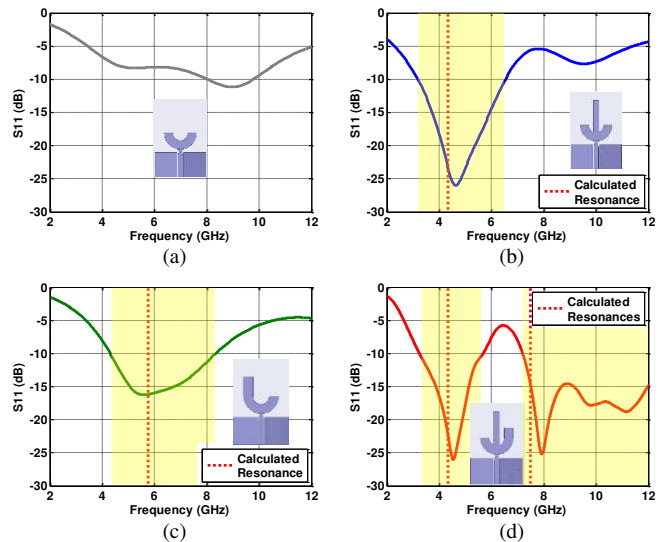 0
-5
-10
-15
-20
-25
-30
S11 (dB)
2 4 6 8 10 12
Frequency (GHz)
(a)
0
-5
-10
-15
-20
-25
-30
S11 (dB)
Calculated
Resonance
2 4 6 8 10 12
Frequency (GHz)
(b)
0
-5
-10
-15
-20
-25
-30
S11 (dB)
Calculated
Resonance
2 4 6 8 10 12
Frequency (GHz)
(c)
0
-5
-10
-15
-20
-25
-30
S11 (dB)
Calculated
Resonances
2 4 6 8 10 12
Frequency (GHz)
(d)